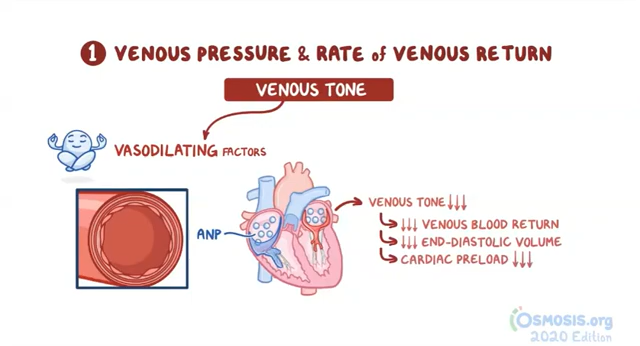 1 VENOUS PRESSURE & RATE of VENOUS RETURN
VENOUS TONE
VASODILATING FACTORS
ANP
VENOUS TONE ↓↓↓
↓↓↓ VENOUS BLOOD RETURN
↓↓↓ END-DIASTOLIC VOLUME
CARDIAC PRELOAD ↓↓↓
OSMOSIS.org
2020 Edition